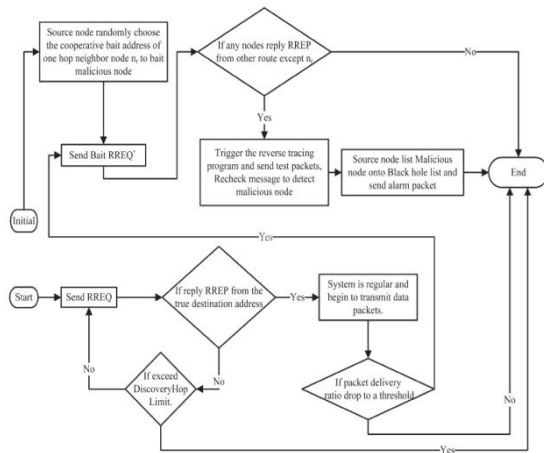 Source node randomly choose
the cooperative bait address of
one hop neighbor node nr to bait
malicious node
If any nodes reply RREP
from other route except nr
No
Yes
Send Bait RREQ'
Trigger the reverse tracing
program and send test packets,
Recheck message to detect
malicious node
Source node list Malicious
node onto Black hole list and
send alarm packet
End
Initial
Yes
Start
Send RREQ
If reply RREP from the
true destination address.
Yes
System is regular and
begin to transmit data
packets.
No
No
If exceed
DiscoveryHop
Limit.
If packet delivery
ratio drop to a threshold
No
Yes